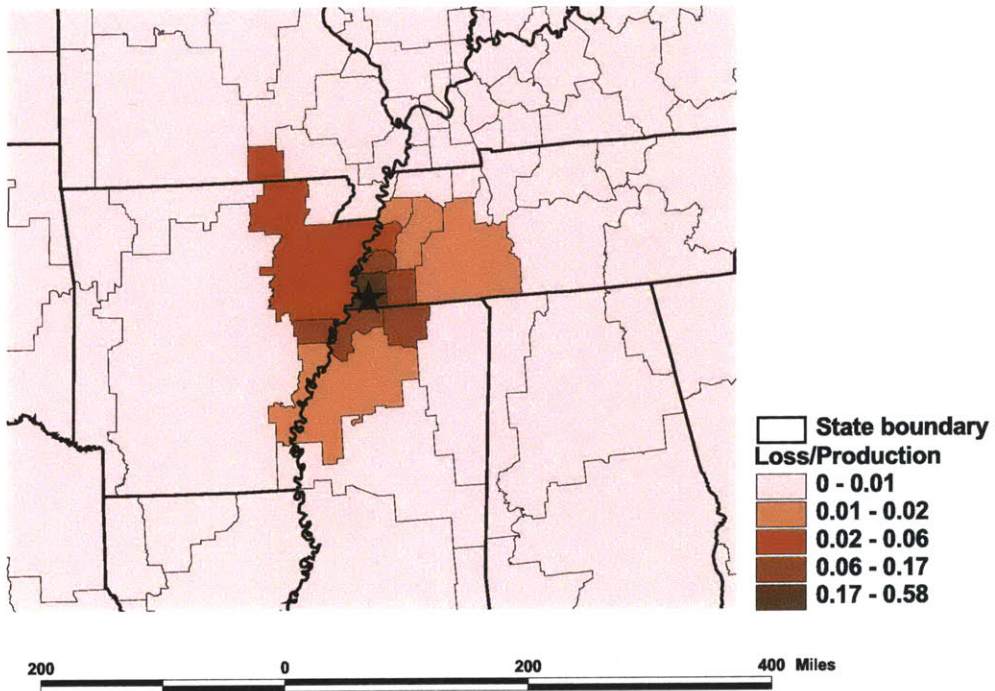 State boundary
Loss/Production
0 - 0.01
0.01 - 0.02
0.02 - 0.06
0.06 - 0.17
0.17 - 0.58
200 0 200 400 Miles